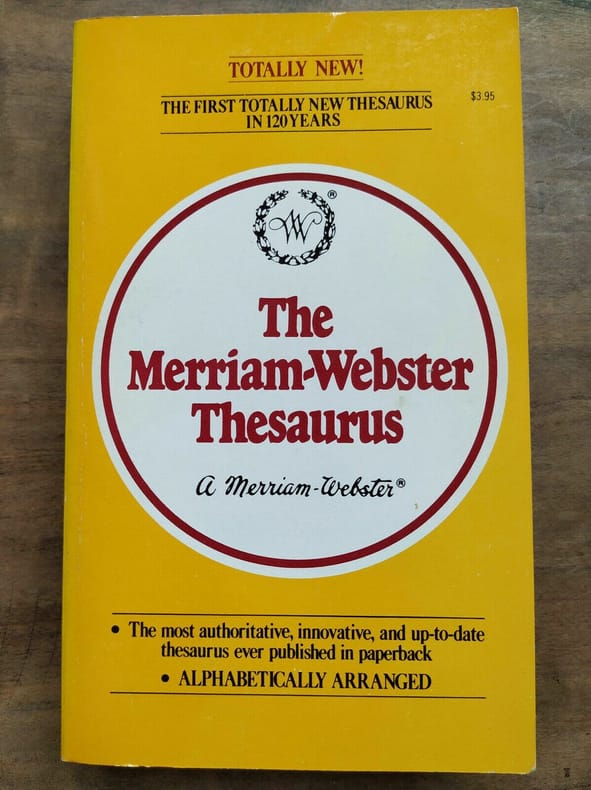 TOTALLY NEW!
THE FIRST TOTALLY NEW THESAURUS
IN 120 YEARS
$3.95
W ®
The
Merriam-Webster
Thesaurus
A Merriam-Webster®
• The most authoritative, innovative, and up-to-date
thesaurus ever published in paperback
• ALPHABETICALLY ARRANGED